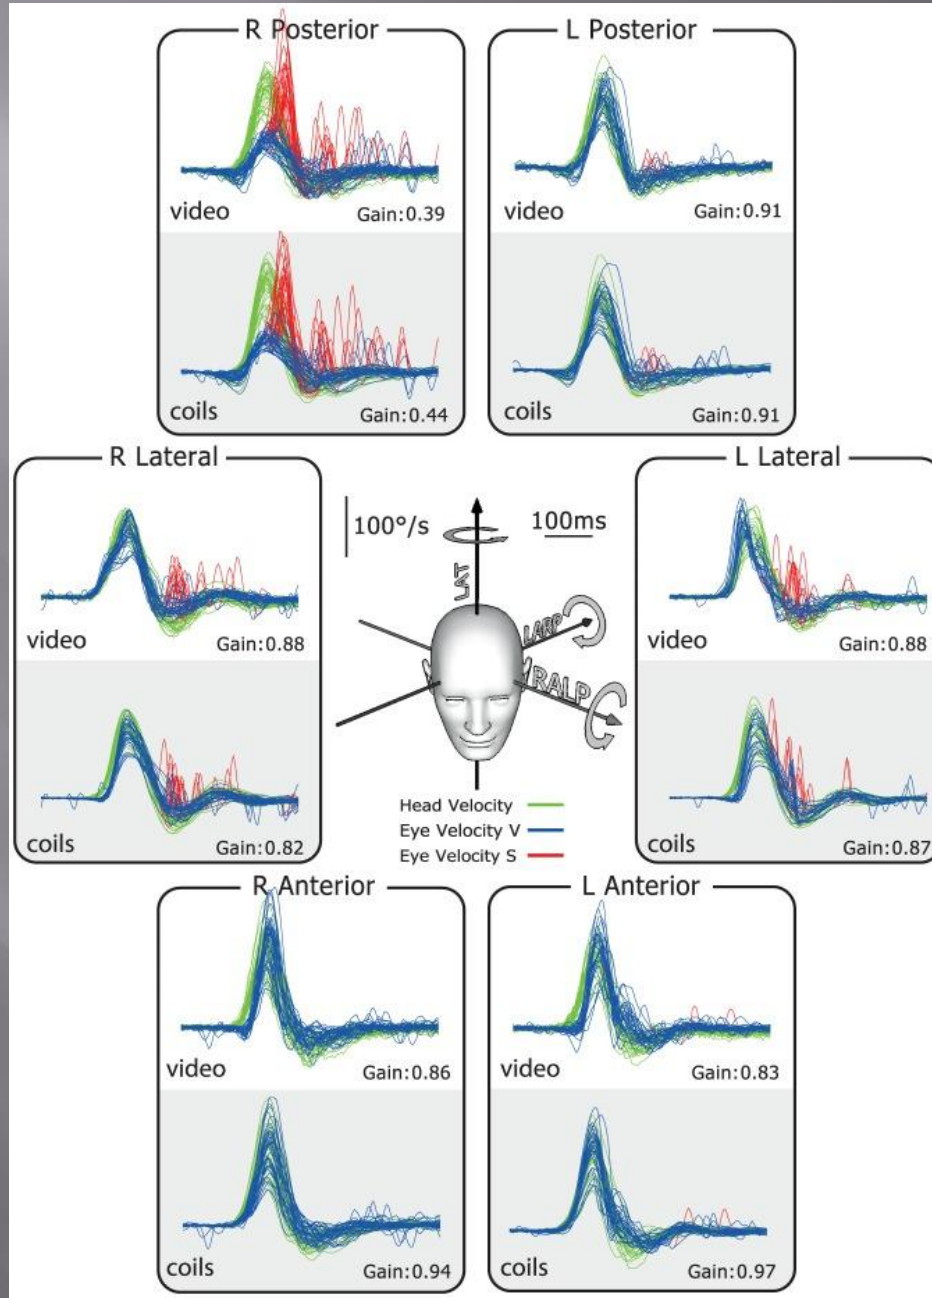 R Posterior
L Posterior
video
Gain:0.39
video
Gain:0.91
coils
Gain:0.44
coils
Gain:0.91
R Lateral
L Lateral
100°/s
100ms
LAT
LARP
RALP
video
Gain:0.88
video
Gain:0.88
Head Velocity
Eye Velocity V
Eye Velocity S
coils
Gain:0.82
coils
Gain:0.87
R Anterior
L Anterior
video
Gain:0.86
video
Gain:0.83
coils
Gain:0.94
coils
Gain:0.97